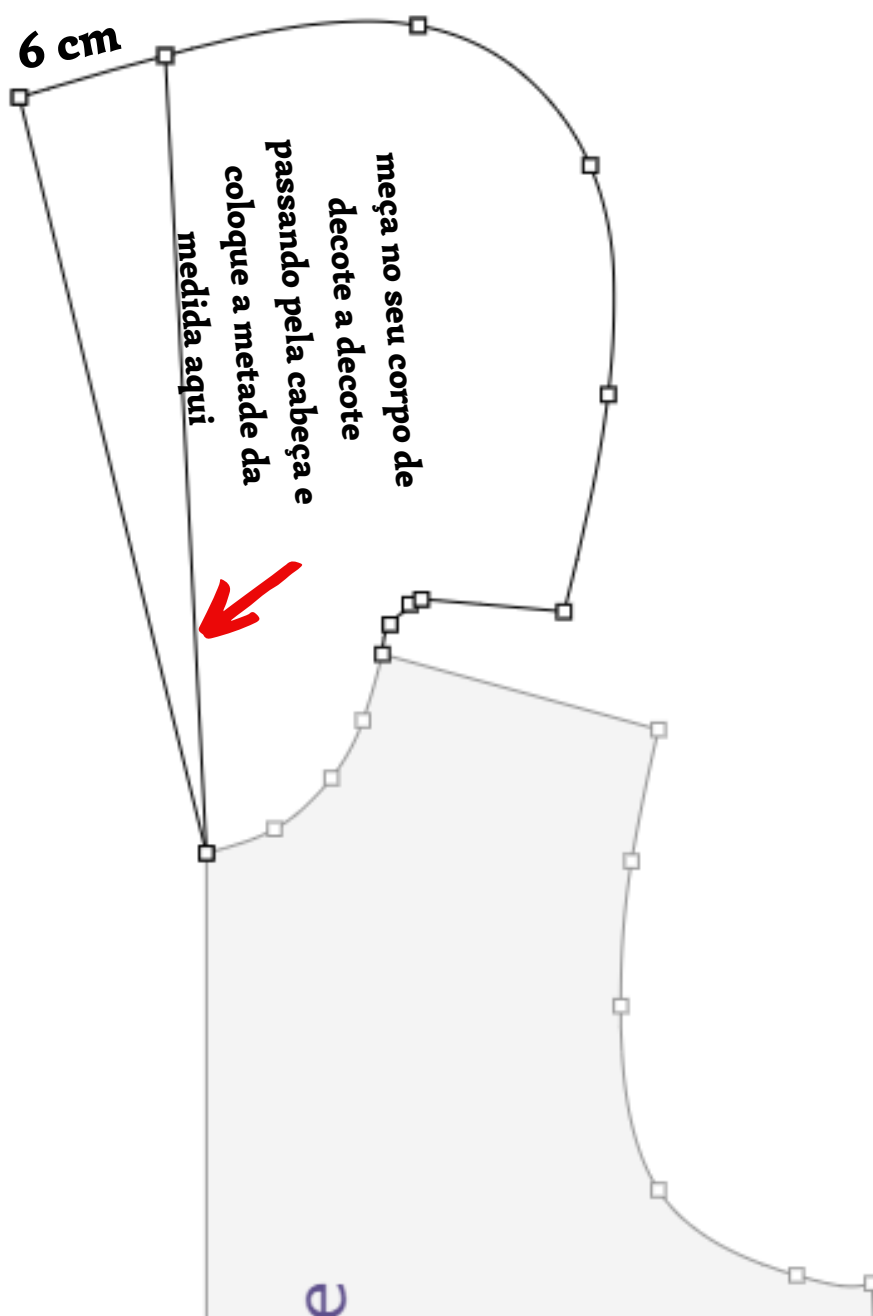 6 cm
meça no seu corpo de
decote a decote
passando pela cabeça e
coloque a metade da
medida aqui
e